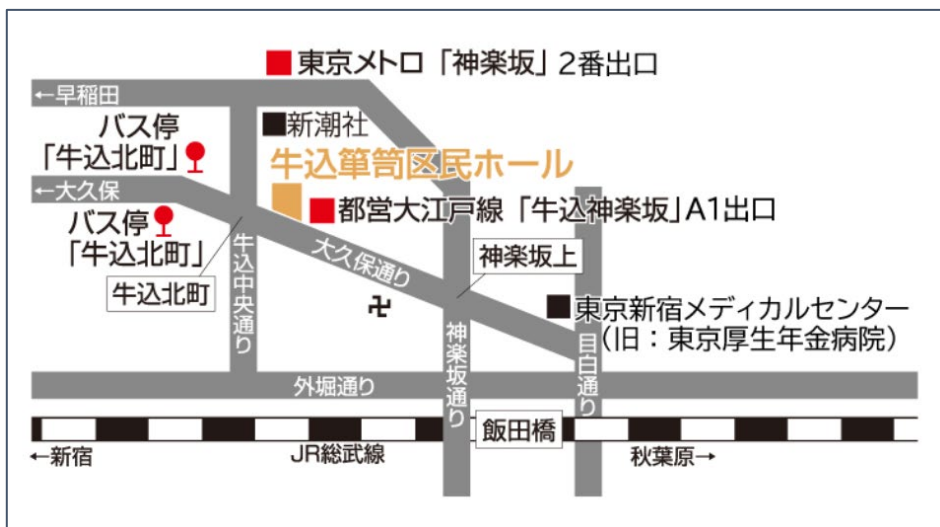 東京メトロ「神楽坂」2番出口
←早稲田
バス停
「牛込北町」
新潮社
牛込箪笥区民ホール
←大久保
都営大江戸線「牛込神楽坂」A1出口
バス停
「牛込北町」
牛込北町
牛込中央通り
大久保通り
神楽坂上
卍
東京新宿メディカルセンター
(旧：東京厚生年金病院)
神楽坂通り
目白通り
外堀通り
飯田橋
←新宿
JR総武線
秋葉原→